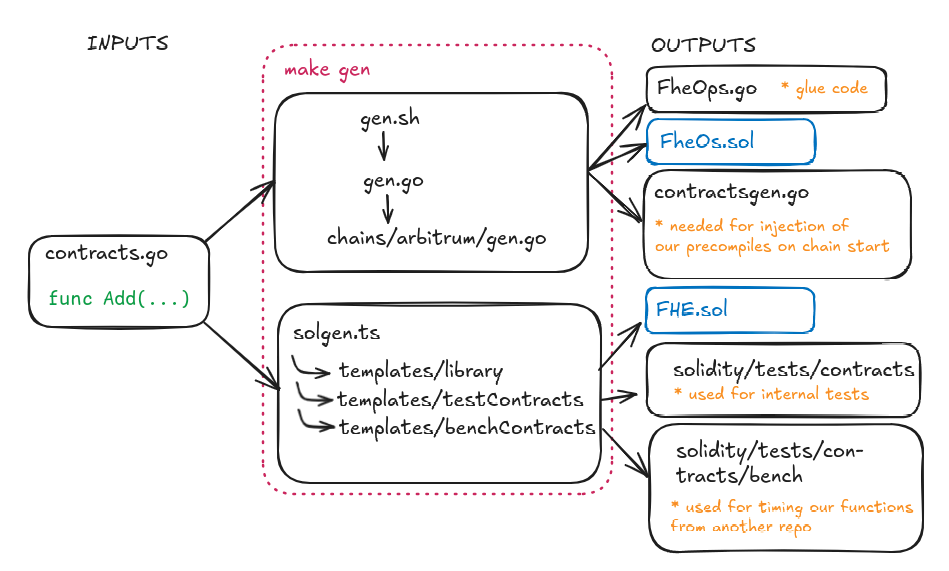 INPUTS
contracts.go
func Add(...)
make gen
gen.sh
gen.go
chains/arbitrum/gen.go
solgen.ts
templates/library
templates/testContracts
templates/benchContracts
OUTPUTS
FheOps.go * glue code
FheOs.sol
contractsgen.go
* needed for injection of
our precompiles on chain start
FHE.sol
solidity/tests/contracts
* used for internal tests
solidity/tests/con-
tracts/bench
* used for timing our functions
from another repo